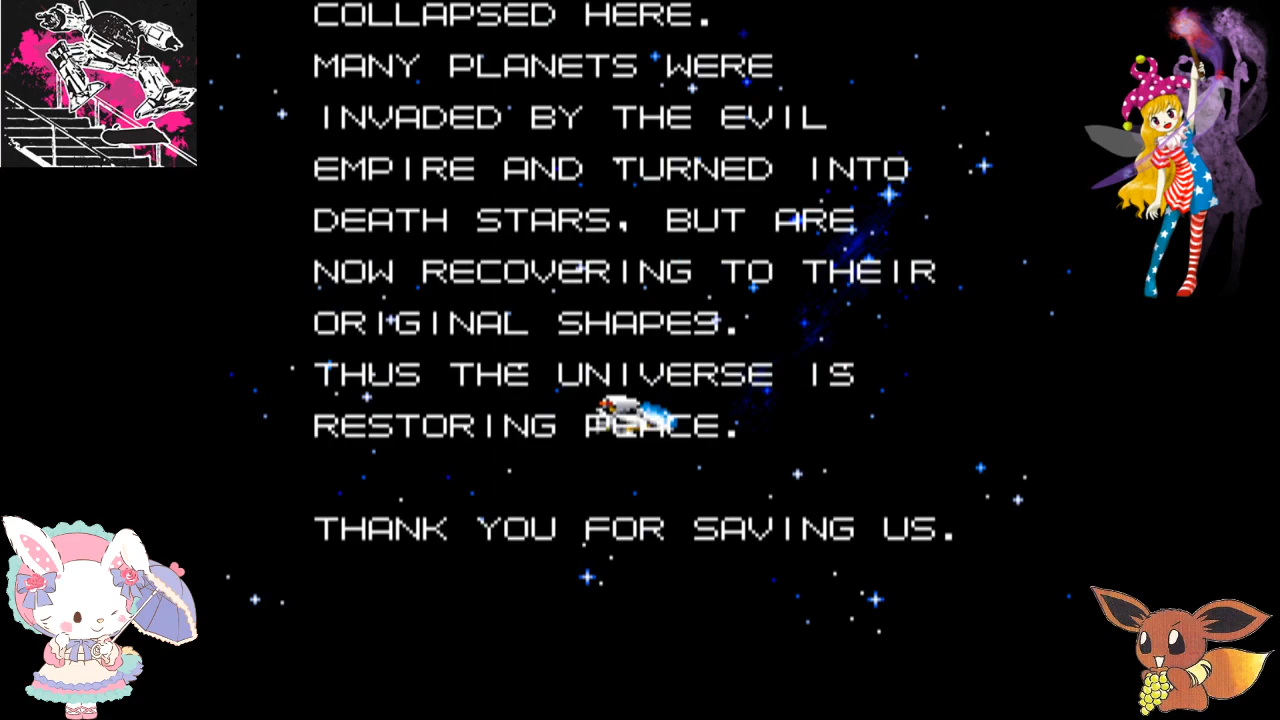 COLLAPSED HERE.
MANY PLANETS WERE
INVADED BY THE EVIL
EMPIRE AND TURNED INTO
DEATH STARS. BUT ARE
NOW RECOVERING TO THEIR
ORIGINAL SHAPES.
THUS THE UNIVERSE IS
RESTORING PEACE.
THANK YOU FOR SAVING US.